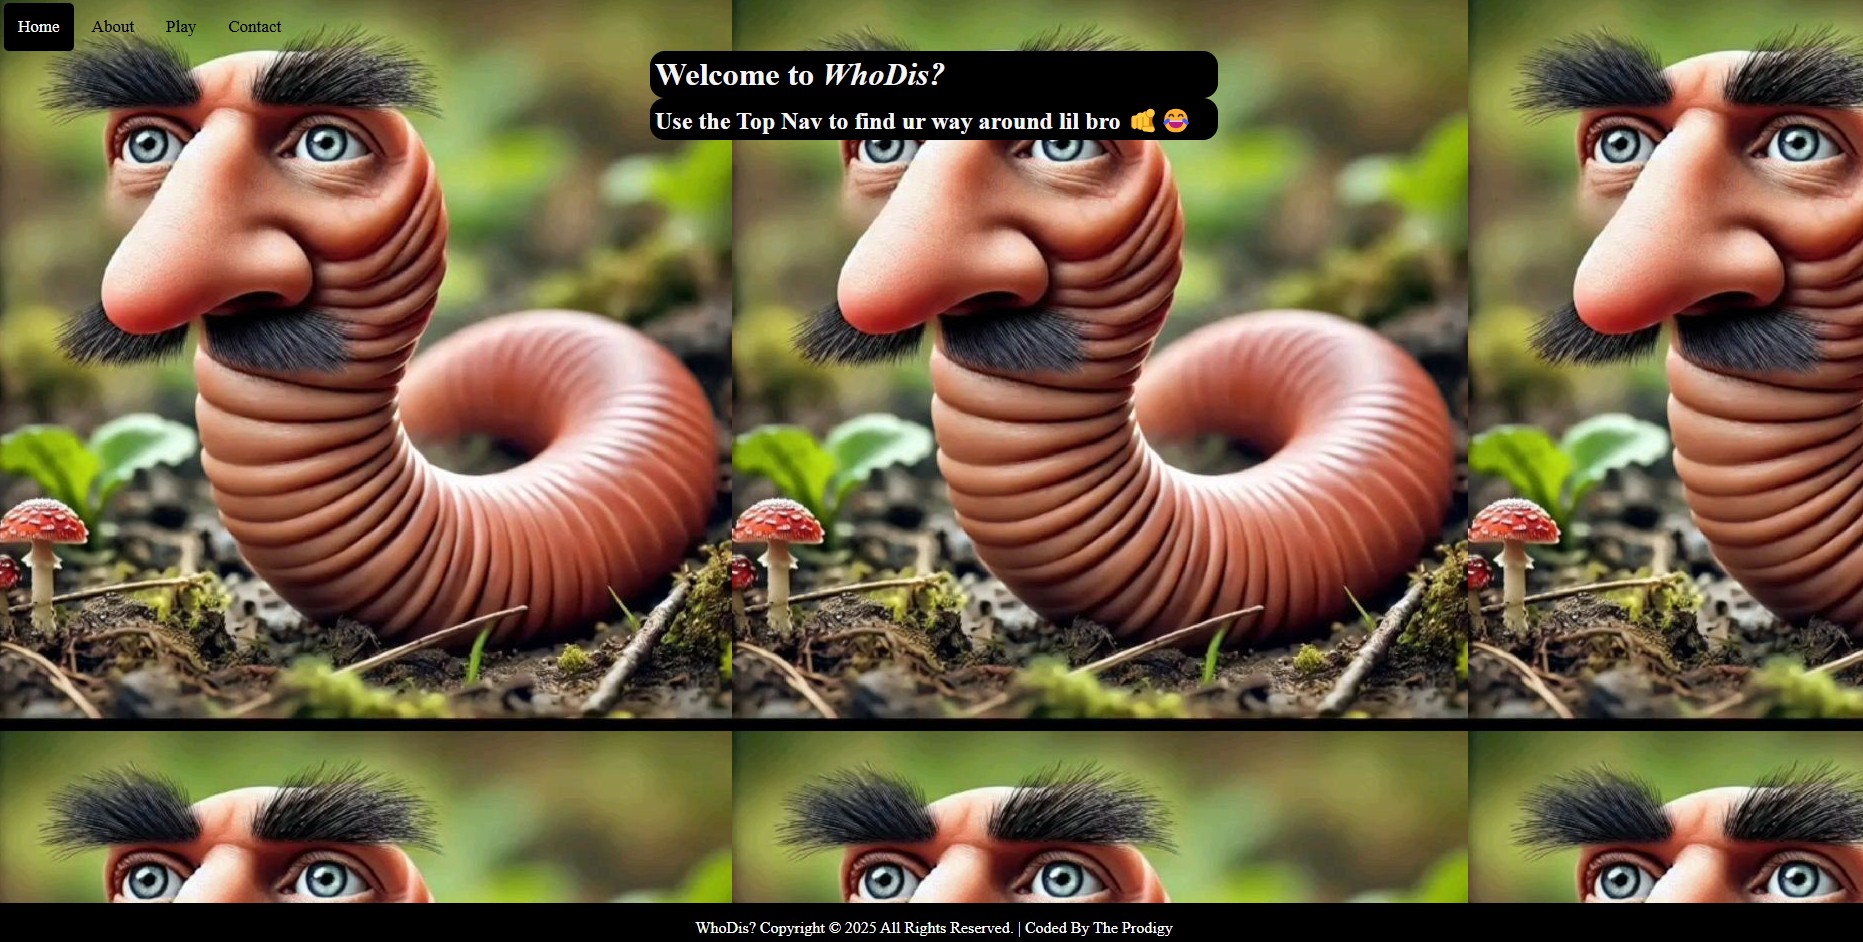 Home About Play Contact
Welcome to WhoDis?
Use the Top Nav to find ur way around lil bro 🫵😂
WhoDis? Copyright © 2025 All Rights Reserved. | Coded By The Prodigy